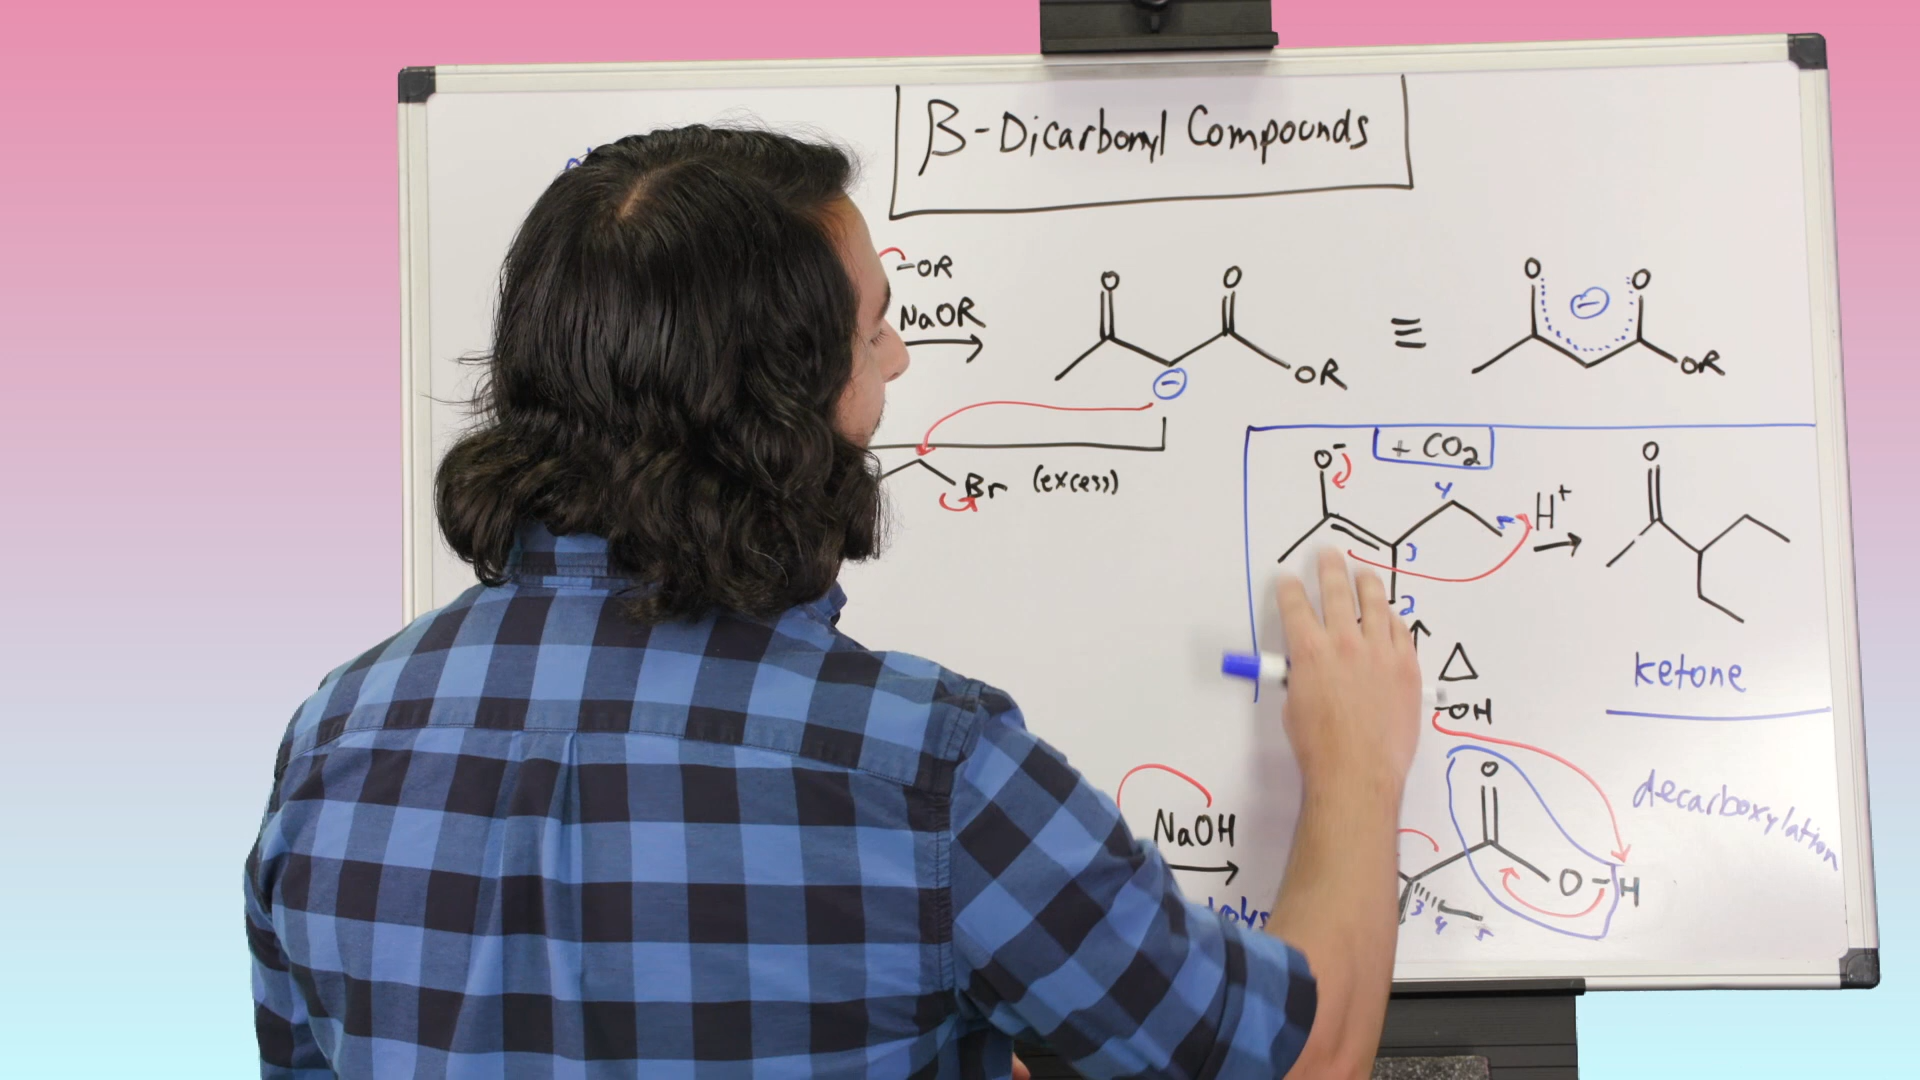 β-Dicarbonyl Compounds
-OR
NaOR
O O
⊖
OR
≡
O O
⊖
OR
Br (excess)
+ CO2
O-
4
5
3
2
H+
O
ketone
△
-OH
decarboxylation
NaOH
O
O-H
3 4 5